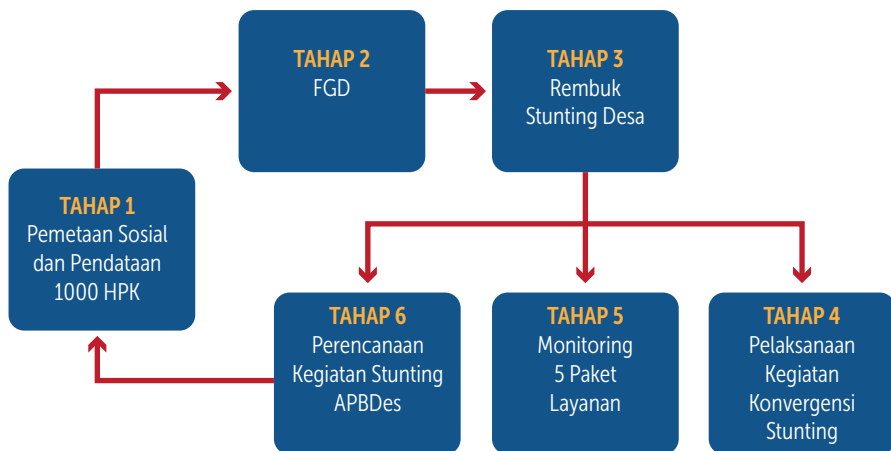 TAHAP 1
Pemetaan Sosial
dan Pendataan
1000 HPK
TAHAP 2
FGD
TAHAP 3
Rembuk
Stunting Desa
TAHAP 6
Perencanaan
Kegiatan Stunting
APBDes
TAHAP 5
Monitoring
5 Paket
Layanan
TAHAP 4
Pelaksanaan
Kegiatan
Konvergensi
Stunting